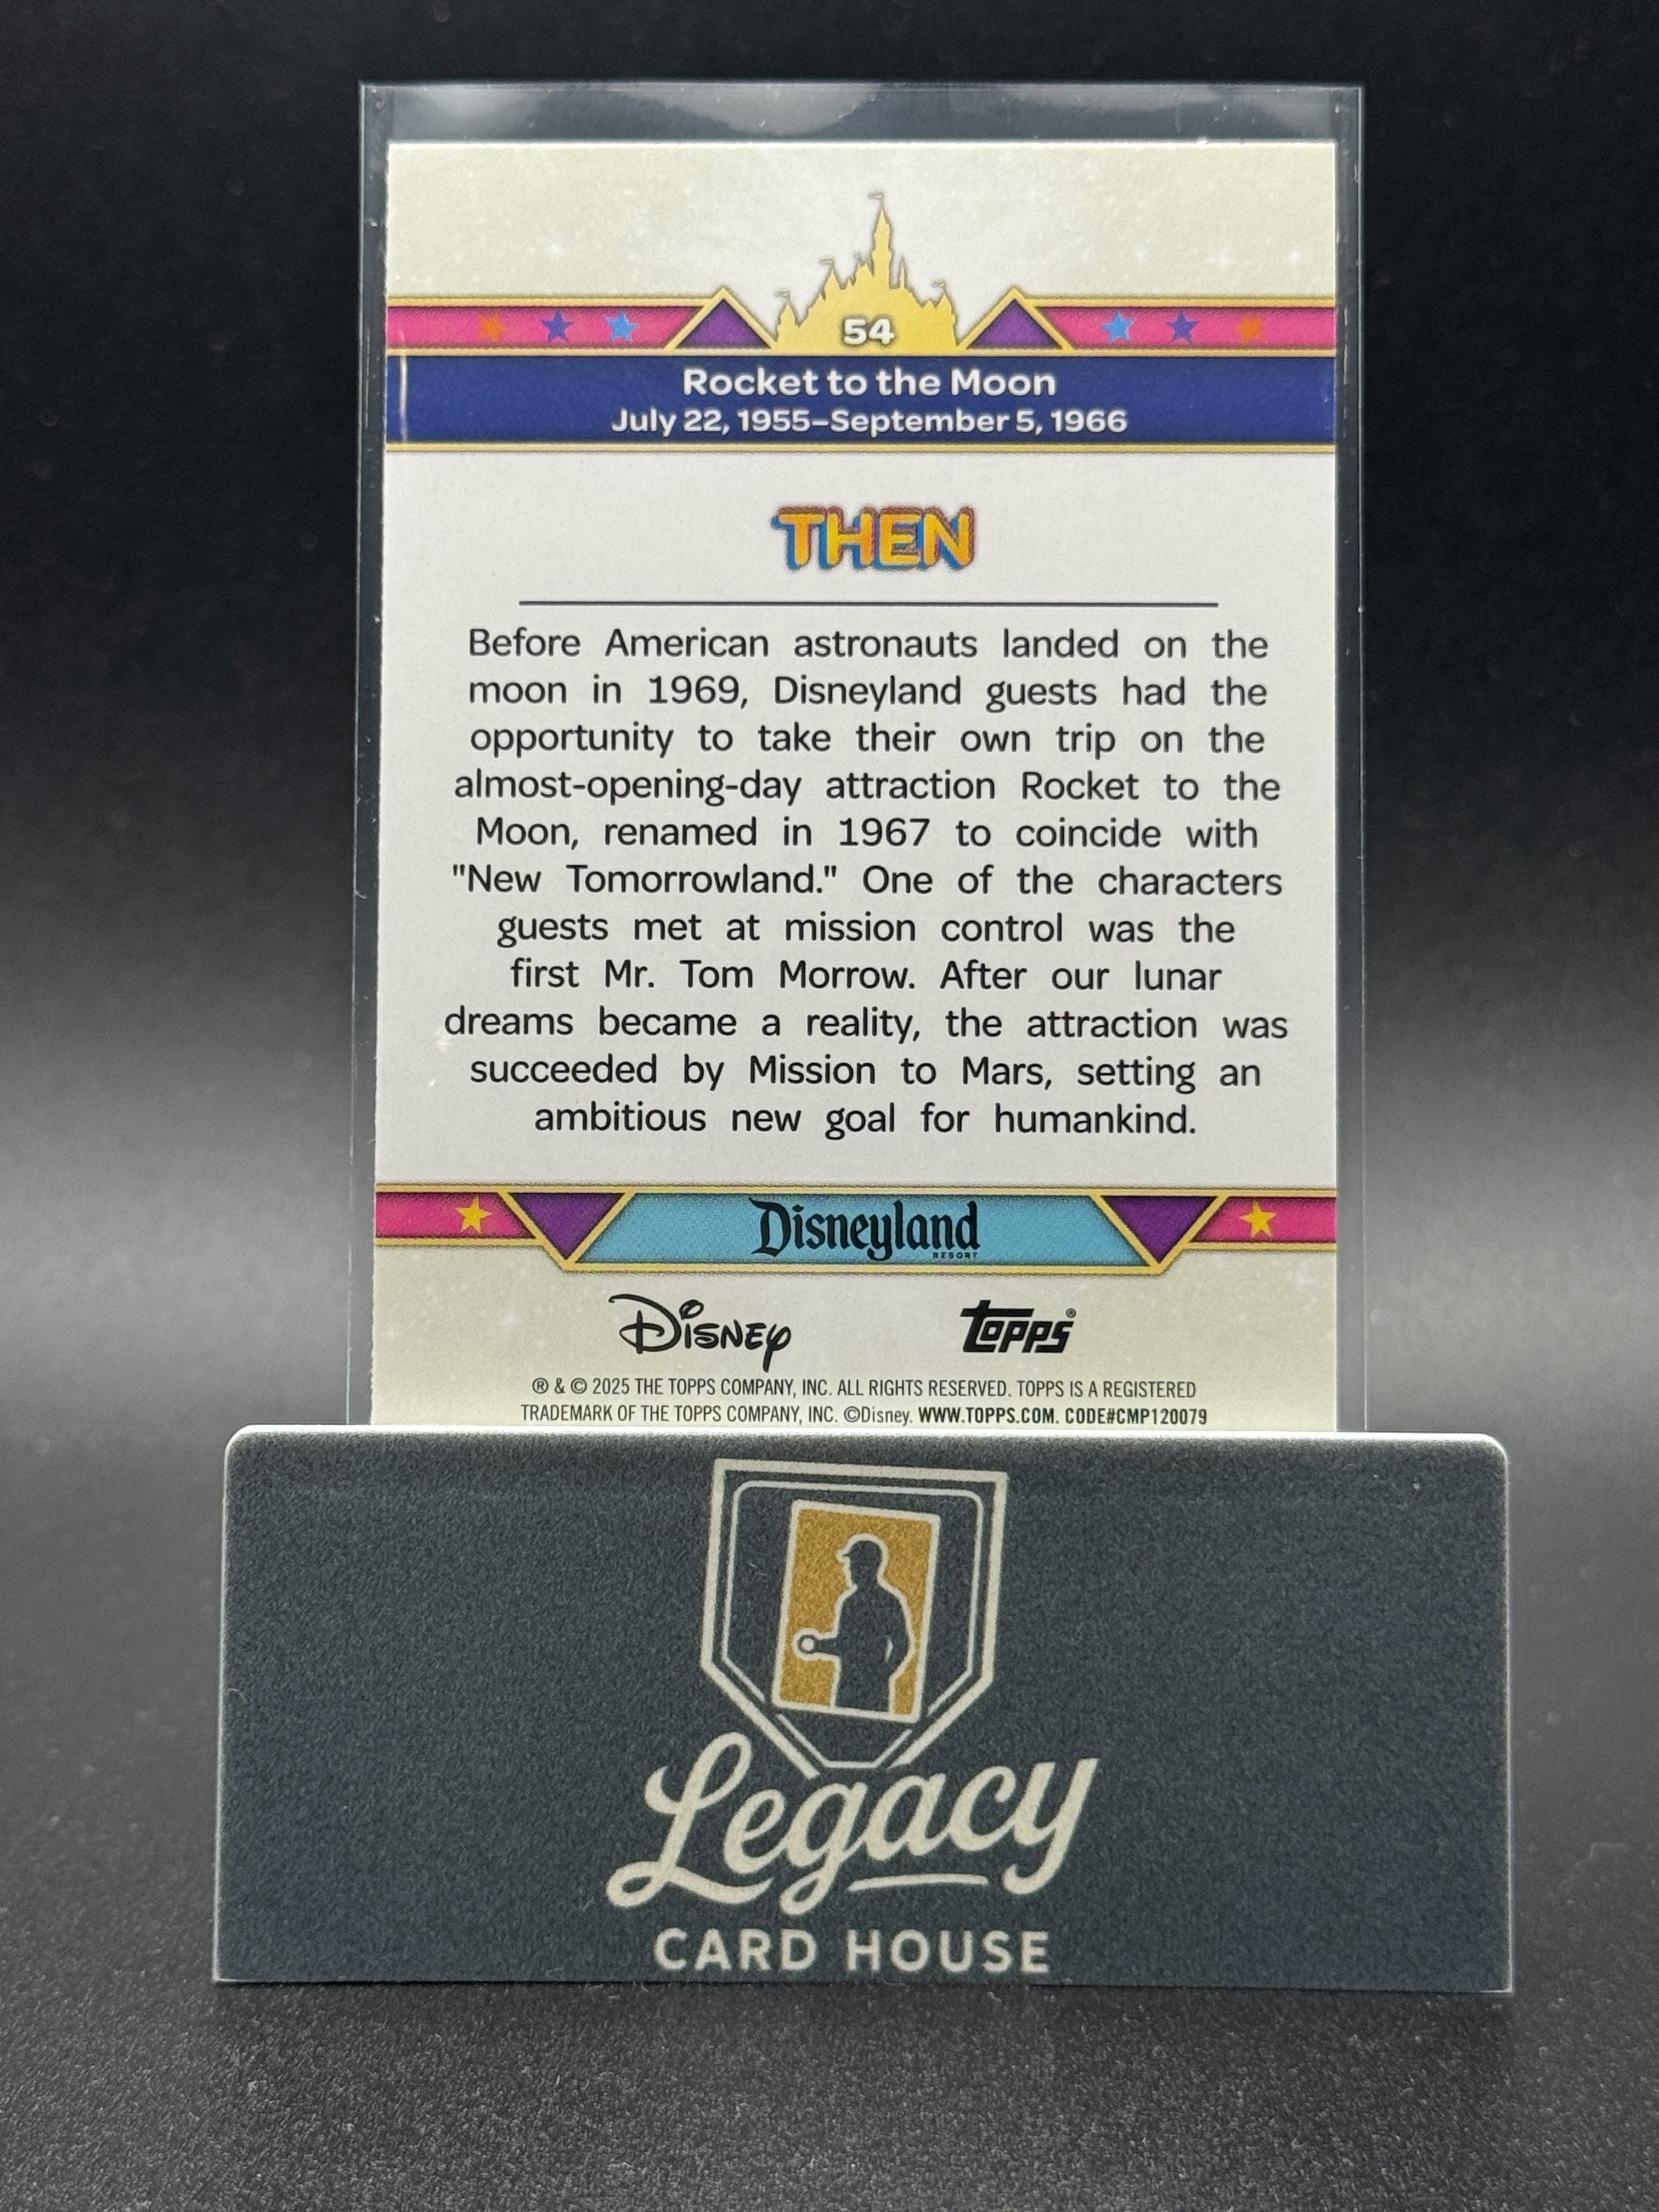 54
Rocket to the Moon
July 22, 1955–September 5, 1966
THEN
Before American astronauts landed on the
moon in 1969, Disneyland guests had the
opportunity to take their own trip on the
almost-opening-day attraction Rocket to the
Moon, renamed in 1967 to coincide with
"New Tomorrowland." One of the characters
guests met at mission control was the
first Mr. Tom Morrow. After our lunar
dreams became a reality, the attraction was
succeeded by Mission to Mars, setting an
ambitious new goal for humankind.
Disneyland
RESORT
Disney
Topps®
® & © 2025 THE TOPPS COMPANY, INC. ALL RIGHTS RESERVED. TOPPS IS A REGISTERED
TRADEMARK OF THE TOPPS COMPANY, INC. ©Disney. WWW.TOPPS.COM. CODE#CMP120079
Legacy
CARD HOUSE